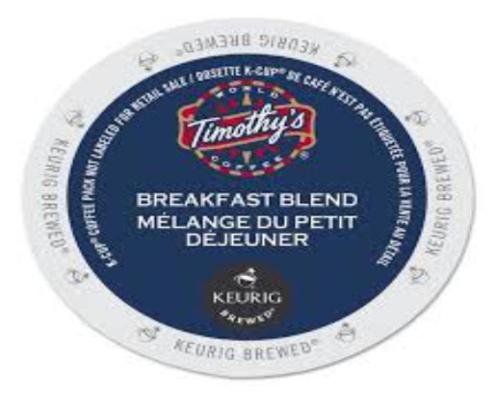 KEURIG BREWED®
KEURIG BREWED®
KEURIG BREWED®
KEURIG BREWED®
K-CUP® COFFEE PACK NOT LABELED FOR RETAIL SALE / DOSETTE K-CUP® DE CAFÉ N'EST PAS ÉTIQUETÉE POUR LA VENTE AU DÉTAIL
WORLD
Timothy's
COFFEE®
BREAKFAST BLEND
MÉLANGE DU PETIT
DÉJEUNER
KEURIG
BREWED®